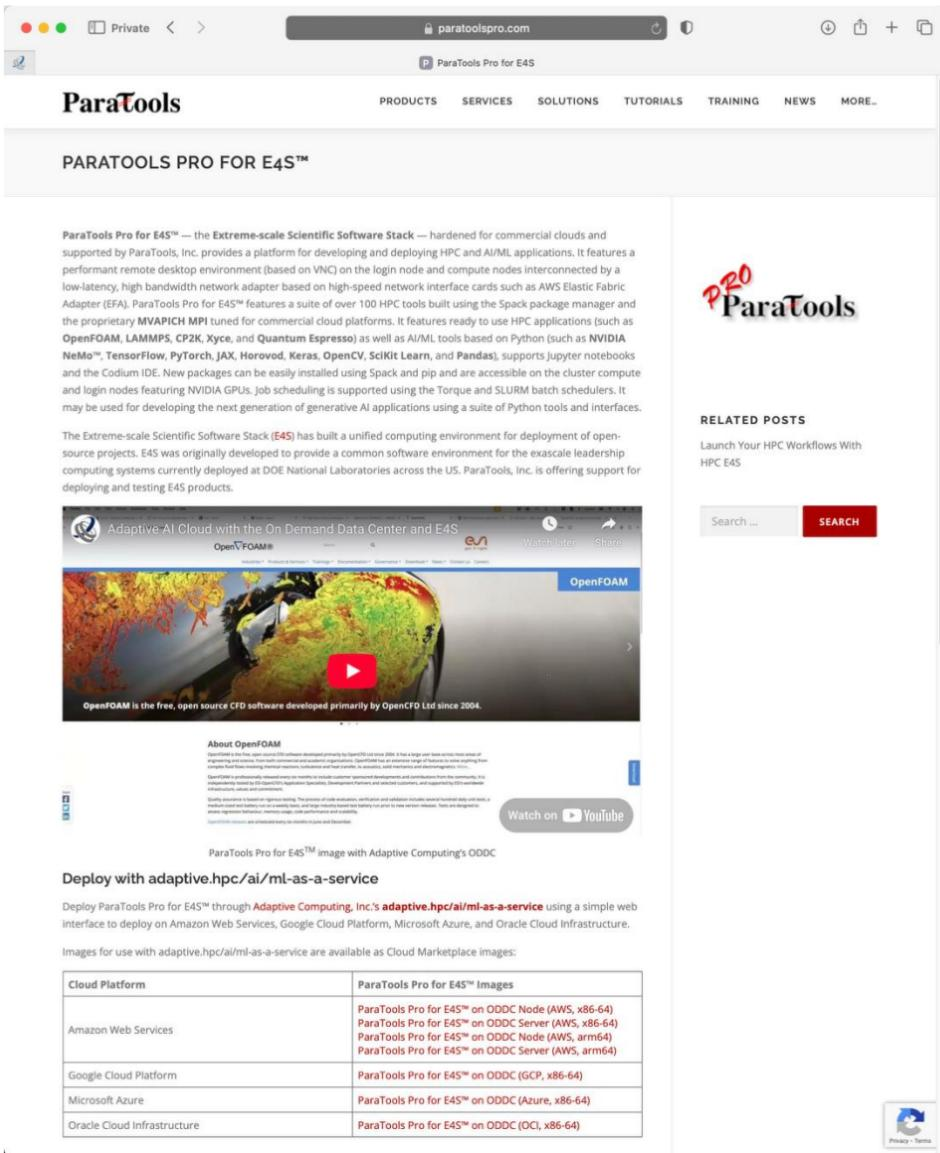 Private
paratoolspro.com
P ParaTools Pro for E4S
ParaTools
PRODUCTS SERVICES SOLUTIONS TUTORIALS TRAINING NEWS MORE…
PARATOOLS PRO FOR E4S™
ParaTools Pro for E4S™ — the Extreme-scale Scientific Software Stack — hardened for commercial clouds and
supported by ParaTools, Inc. provides a platform for developing and deploying HPC and AI/ML applications. It features a
performant remote desktop environment (based on VNC) on the login node and compute nodes interconnected by a
low-latency, high bandwidth network adapter based on high-speed network interface cards such as AWS Elastic Fabric
Adapter (EFA). ParaTools Pro for E4S™ features a suite of over 100 HPC tools built using the Spack package manager and
the proprietary MVAPICH MPI tuned for commercial cloud platforms. It features ready to use HPC applications (such as
OpenFOAM, LAMMPS, CP2K, Xyce, and Quantum Espresso) as well as AI/ML tools based on Python (such as NVIDIA
NeMo™, TensorFlow, PyTorch, JAX, Horovod, Keras, OpenCV, SciKit Learn, and Pandas), supports Jupyter notebooks
and the Codium IDE. New packages can be easily installed using Spack and pip and are accessible on the cluster compute
and login nodes featuring NVIDIA GPUs. Job scheduling is supported using the Torque and SLURM batch schedulers. It
may be used for developing the next generation of generative AI applications using a suite of Python tools and interfaces.
The Extreme-scale Scientific Software Stack (E4S) has built a unified computing environment for deployment of open-
source projects. E4S was originally developed to provide a common software environment for the exascale leadership
computing systems currently deployed at DOE National Laboratories across the US. ParaTools, Inc. is offering support for
deploying and testing E4S products.
Adaptive AI Cloud with the On Demand Data Center and E4S
Watch later Share
OpenFOAM®
OpenFOAM
OpenFOAM is the free, open source CFD software developed primarily by OpenCFD Ltd since 2004.
About OpenFOAM
Watch on YouTube
ParaTools Pro for E4S™ image with Adaptive Computing's ODDC
Deploy with adaptive.hpc/ai/ml-as-a-service
Deploy ParaTools Pro for E4S™ through Adaptive Computing, Inc.'s adaptive.hpc/ai/ml-as-a-service using a simple web
interface to deploy on Amazon Web Services, Google Cloud Platform, Microsoft Azure, and Oracle Cloud Infrastructure.
Images for use with adaptive.hpc/ai/ml-as-a-service are available as Cloud Marketplace images:
Cloud Platform ParaTools Pro for E4S™ Images
Amazon Web Services
ParaTools Pro for E4S™ on ODDC Node (AWS, x86-64)
ParaTools Pro for E4S™ on ODDC Server (AWS, x86-64)
ParaTools Pro for E4S™ on ODDC Node (AWS, arm64)
ParaTools Pro for E4S™ on ODDC Server (AWS, arm64)
Google Cloud Platform ParaTools Pro for E4S™ on ODDC (GCP, x86-64)
Microsoft Azure ParaTools Pro for E4S™ on ODDC (Azure, x86-64)
Oracle Cloud Infrastructure ParaTools Pro for E4S™ on ODDC (OCI, x86-64)
PRO
ParaTools
RELATED POSTS
Launch Your HPC Workflows With
HPC E4S
Search …
SEARCH
Privacy - Terms